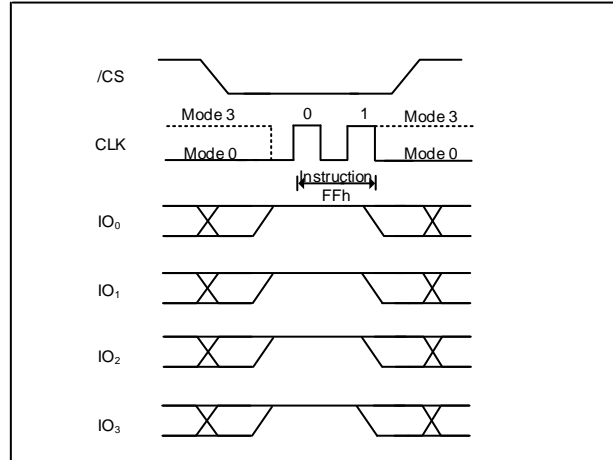 /CS
Mode 3 0 1 Mode 3
CLK
Mode 0 Mode 0
Instruction
FFh
IO₀
IO₁
IO₂
IO₃